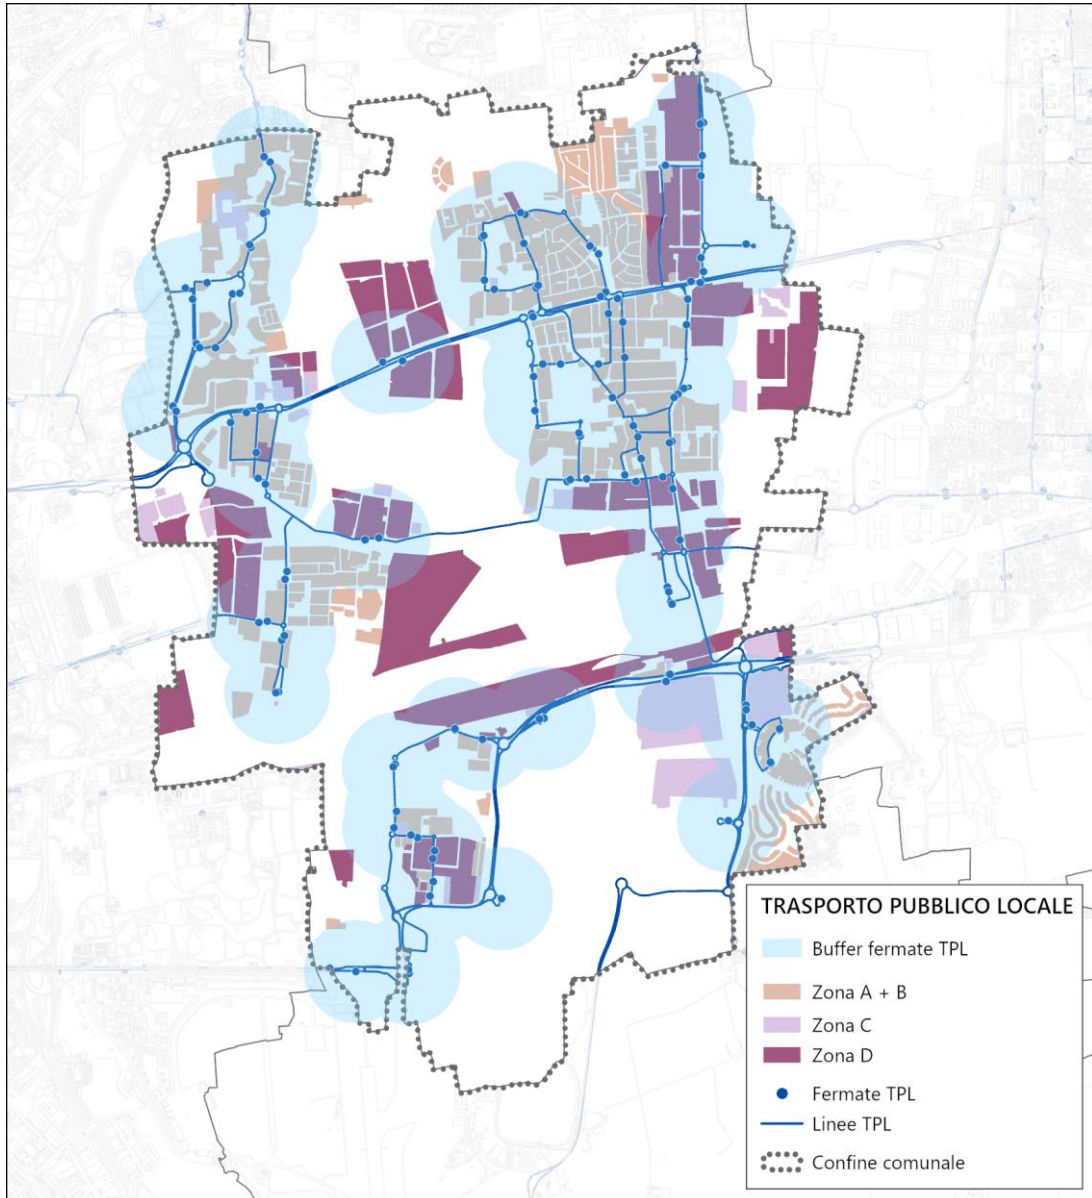 TRASPORTO PUBBLICO LOCALE
Buffer fermate TPL
Zona A + B
Zona C
Zona D
Fermate TPL
Linee TPL
Confine comunale